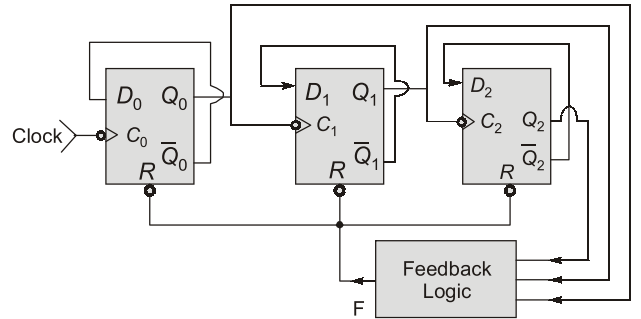 D₀ Q₀
Clock C₀
Q̅₀
R
D₁ Q₁
C₁
Q̅₁
R
D₂
C₂ Q₂
Q̅₂
R
Feedback
Logic
F